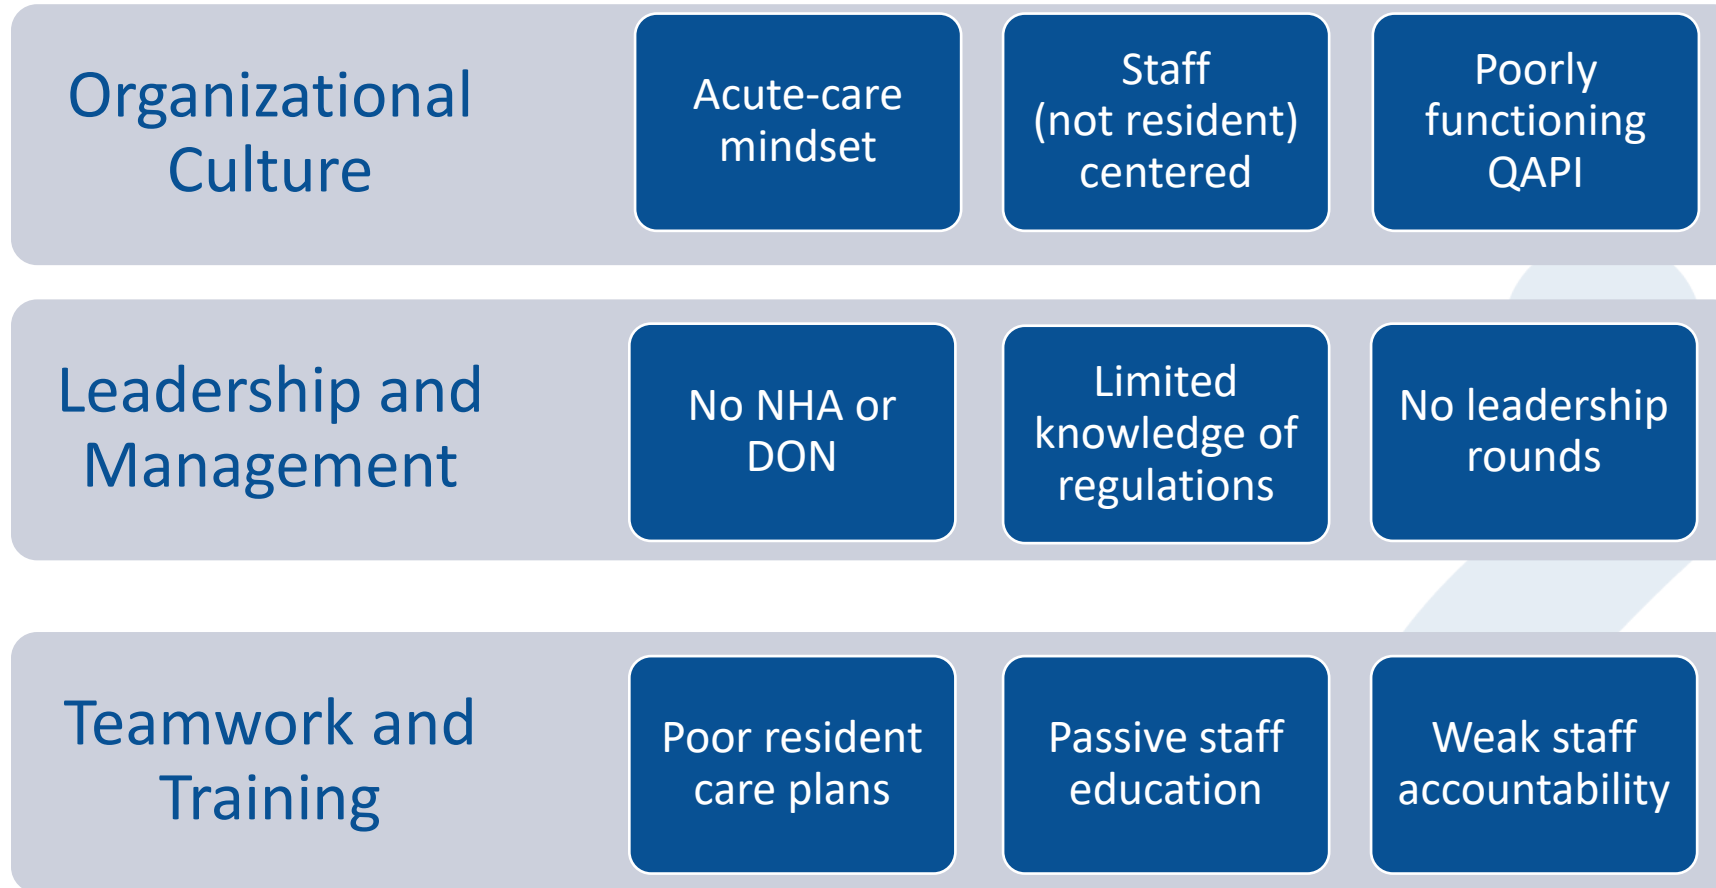 Organizational
Culture
Acute-care
mindset
Staff
(not resident)
centered
Poorly
functioning
QAPI
Leadership and
Management
No NHA or
DON
Limited
knowledge of
regulations
No leadership
rounds
Teamwork and
Training
Poor resident
care plans
Passive staff
education
Weak staff
accountability